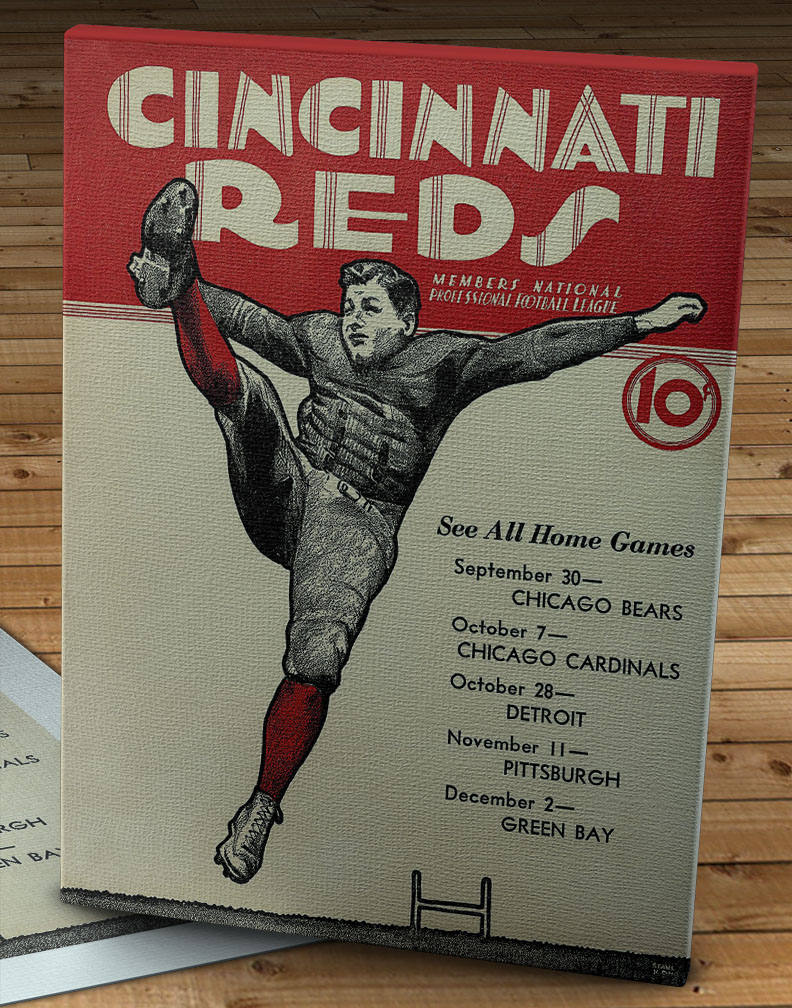 CINCINNATI
REDS
MEMBERS NATIONAL
PROFESSIONAL FOOTBALL LEAGUE
10¢
See All Home Games
September 30—
CHICAGO BEARS
October 7—
CHICAGO CARDINALS
October 28—
DETROIT
November 11—
PITTSBURGH
December 2—
GREEN BAY